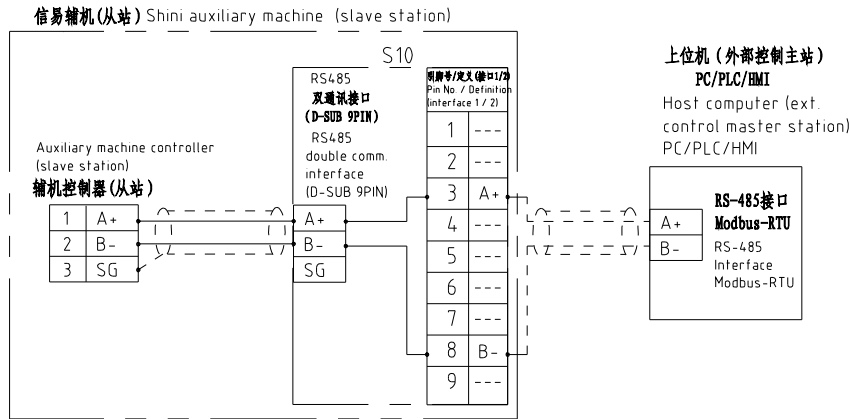 信易辅机(从站) Shini auxiliary machine (slave station)
S10
RS485
双通讯接口
(D-SUB 9PIN)
RS485
double comm.
interface
(D-SUB 9PIN)
引脚号/定义(接口1/2)
Pin No. / Definition
(interface 1 / 2)
1 ---
2 ---
3 A+
4 ---
5 ---
6 ---
7 ---
8 B-
9 ---
Auxiliary machine controller
(slave station)
辅机控制器(从站)
1 A+
2 B-
3 SG
A+
B-
SG
上位机（外部控制主站）
PC/PLC/HMI
Host computer (ext.
control master station)
PC/PLC/HMI
A+
B-
RS-485接口
Modbus-RTU
RS-485
Interface
Modbus-RTU